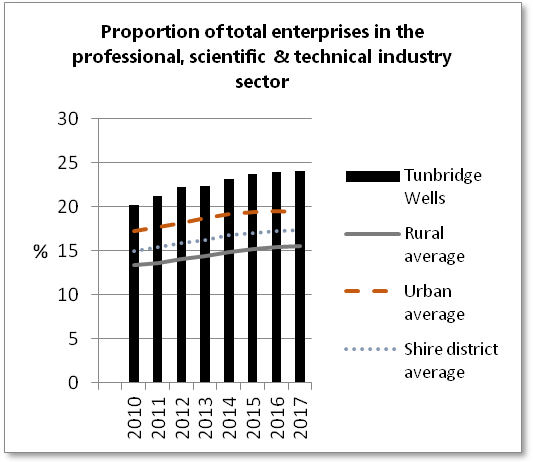 Proportion of total enterprises in the
professional, scientific & technical industry
sector
30
25
20
15
10
5
0
%
2010
2011
2012
2013
2014
2015
2016
2017
Tunbridge
Wells
Rural
average
Urban
average
Shire district
average